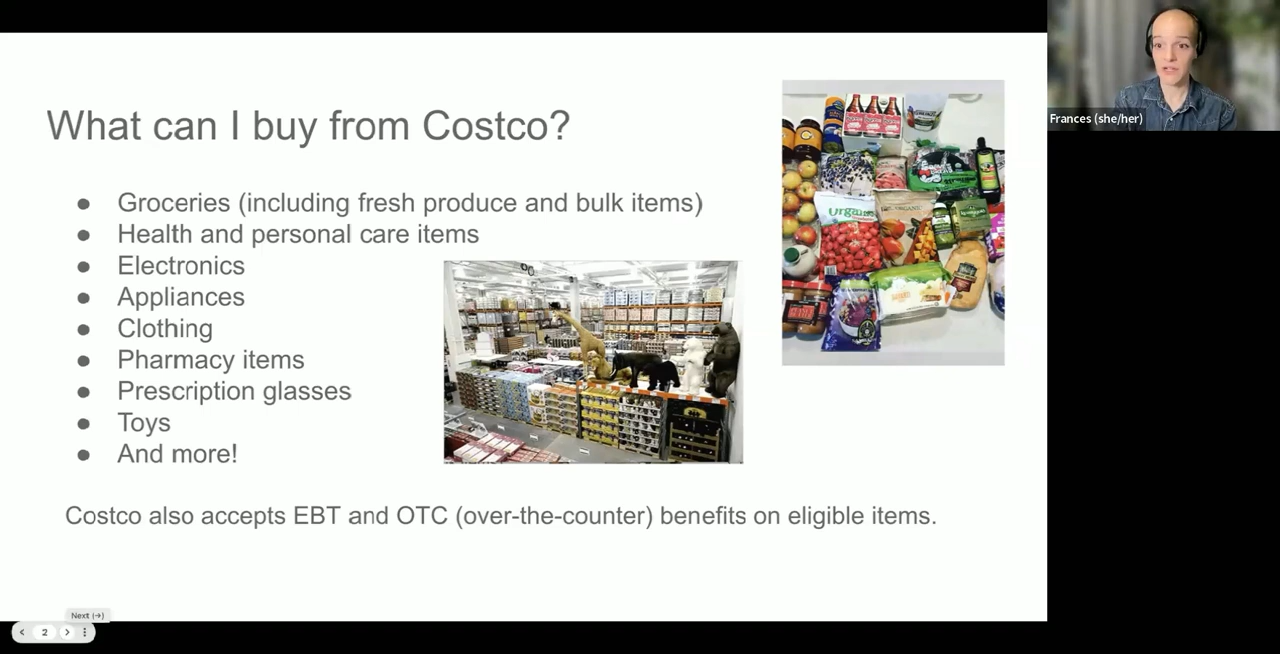 What can I buy from Costco?
● Groceries (including fresh produce and bulk items)
● Health and personal care items
● Electronics
● Appliances
● Clothing
● Pharmacy items
● Prescription glasses
● Toys
● And more!
Costco also accepts EBT and OTC (over-the-counter) benefits on eligible items.
Organic
Frances (she/her)
Next (→)
2